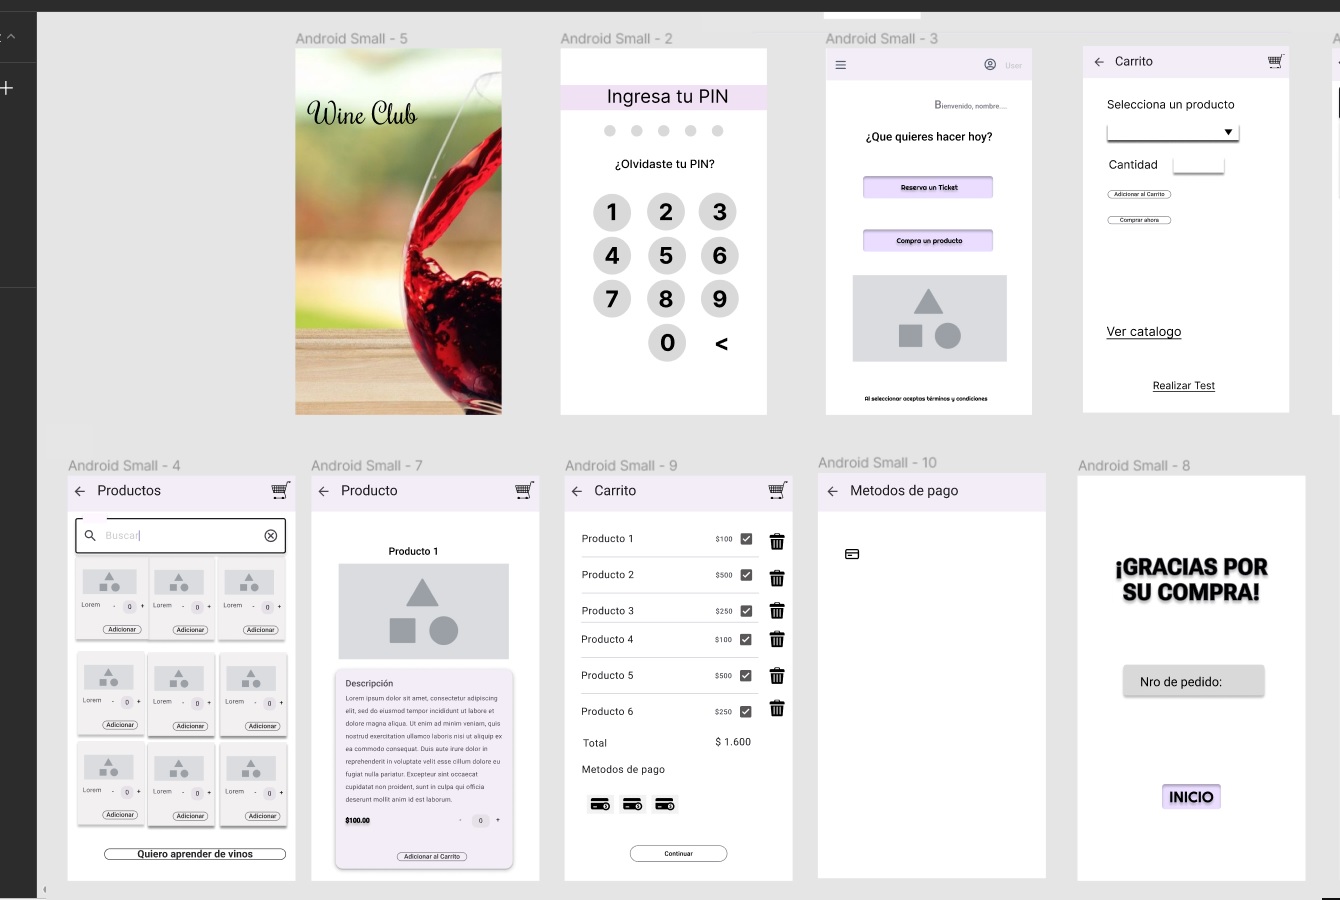 Android Small - 5
Wine Club
Android Small - 2
Ingresa tu PIN
¿Olvidaste tu PIN?
1 2 3
4 5 6
7 8 9
0 <
Android Small - 3
User
Bienvenido, nombre....
¿Que quieres hacer hoy?
Reserva un Ticket
Compra un producto
Al seleccionar aceptas términos y condiciones
Carrito
Selecciona un producto
Cantidad
Adicionar al Carrito
Comprar ahora
Ver catalogo
Realizar Test
Android Small - 4
Productos
Buscar
Lorem - 0 + Lorem - 0 + Lorem - 0 +
Adicionar Adicionar Adicionar
Lorem - 0 + Lorem - 0 + Lorem - 0 +
Adicionar Adicionar Adicionar
Lorem - 0 + Lorem - 0 + Lorem - 0 +
Adicionar Adicionar Adicionar
Quiero aprender de vinos
Android Small - 7
Producto
Producto 1
Descripción
Lorem ipsum dolor sit amet, consectetur adipiscing
elit, sed do eiusmod tempor incididunt ut labore et
dolore magna aliqua. Ut enim ad minim veniam, quis
nostrud exercitation ullamco laboris nisi ut aliquip ex
ea commodo consequat. Duis aute irure dolor in
reprehenderit in voluptate velit esse cillum dolore eu
fugiat nulla pariatur. Excepteur sint occaecat
cupidatat non proident, sunt in culpa qui officia
deserunt mollit anim id est laborum.
$100.00 - 0 +
Adicionar al Carrito
Android Small - 9
Carrito
Producto 1 $100
Producto 2 $500
Producto 3 $250
Producto 4 $100
Producto 5 $500
Producto 6 $250
Total $ 1.600
Metodos de pago
Continuar
Android Small - 10
Metodos de pago
Android Small - 8
¡GRACIAS POR
SU COMPRA!
Nro de pedido:
INICIO